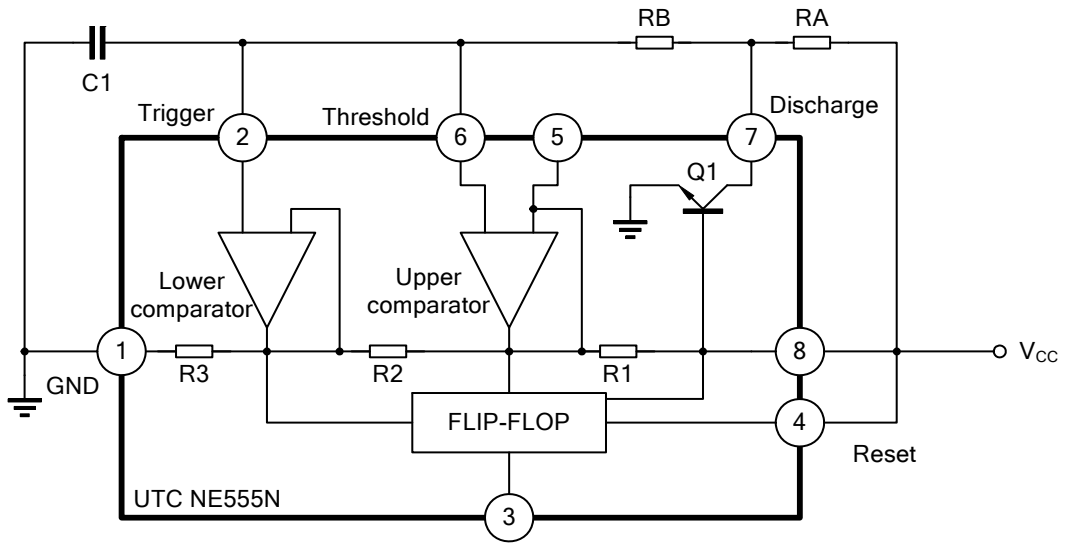 RB
RA
C1
Trigger
Threshold
Discharge
2
6
5
7
Q1
Lower
comparator
Upper
comparator
1
8
R3
R2
R1
V_CC
GND
FLIP-FLOP
4
Reset
UTC NE555N
3